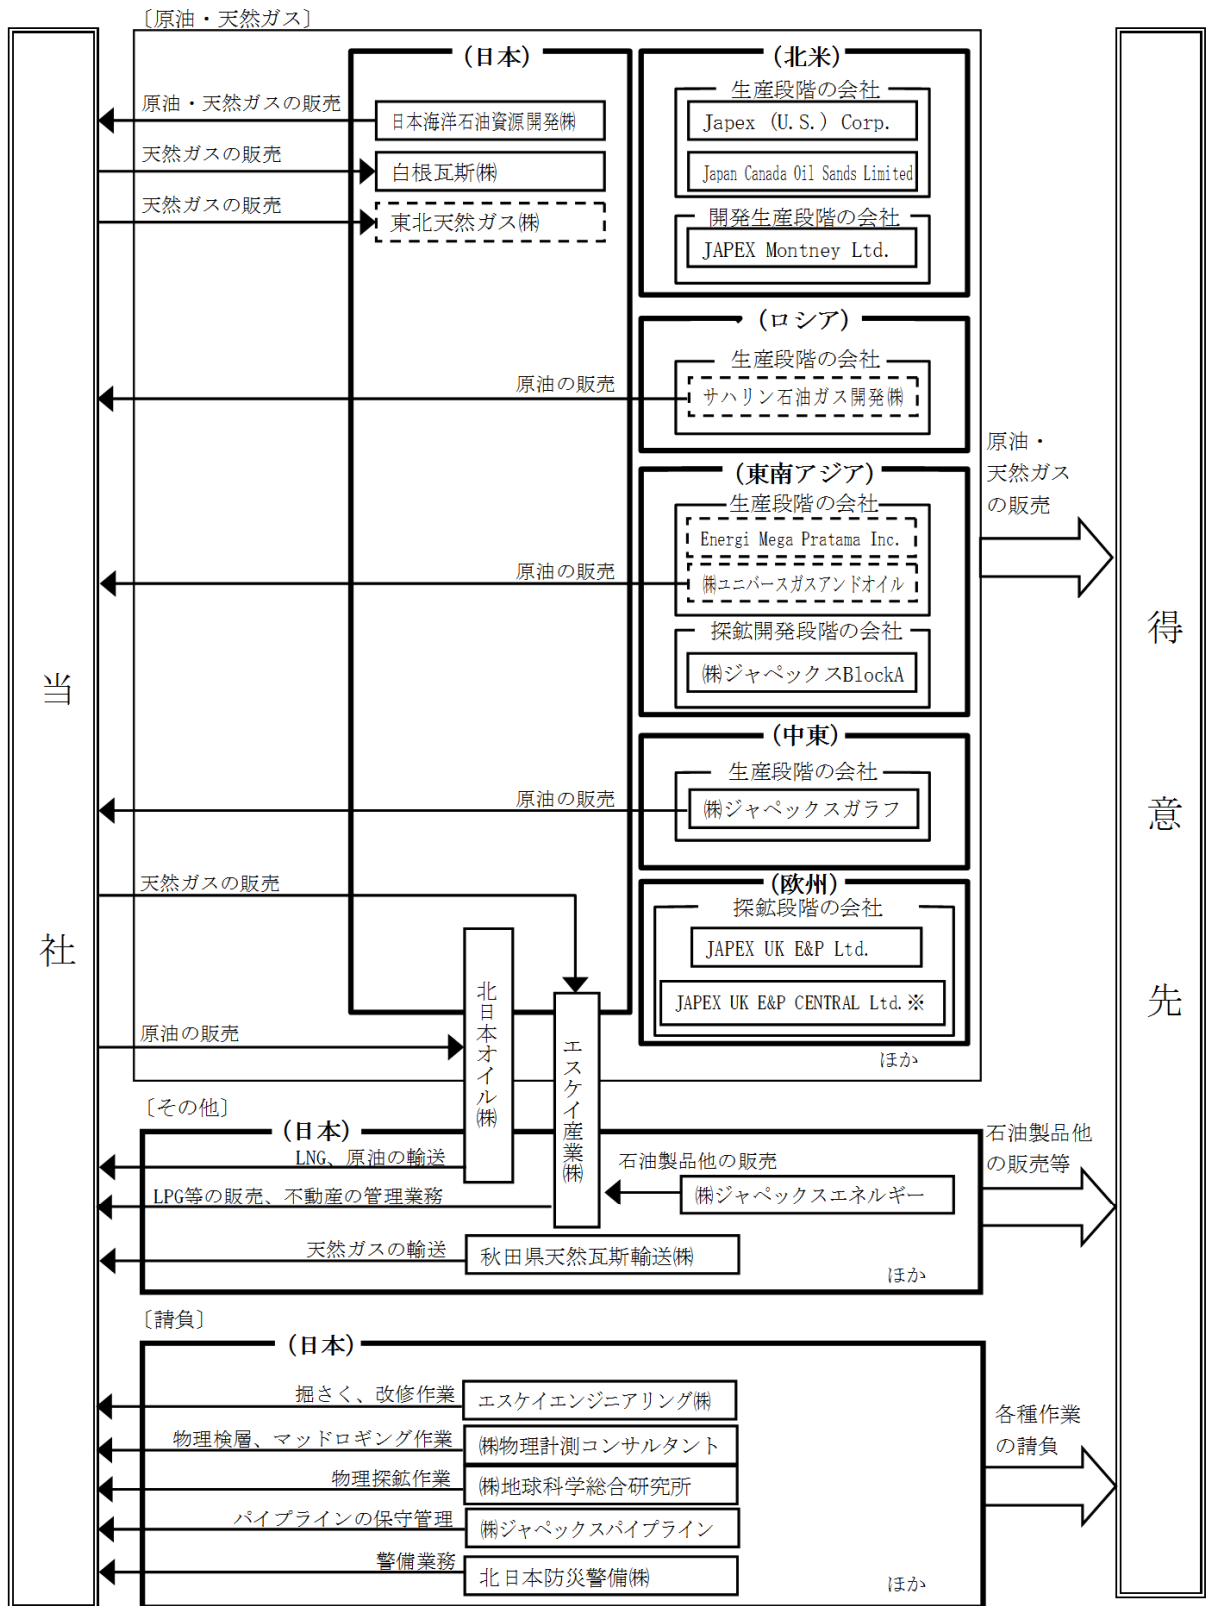 〔原油・天然ガス〕
(日本)
原油・天然ガスの販売
日本海洋石油資源開発㈱
天然ガスの販売
白根瓦斯㈱
天然ガスの販売
東北天然ガス㈱
(北米)
生産段階の会社
Japex (U.S.) Corp.
Japan Canada Oil Sands Limited
開発生産段階の会社
JAPEX Montney Ltd.
(ロシア)
生産段階の会社
原油の販売
サハリン石油ガス開発㈱
(東南アジア)
生産段階の会社
Energi Mega Pratama Inc.
原油の販売
㈱ユニバースガスアンドオイル
探鉱開発段階の会社
㈱ジャペックスBlockA
(中東)
生産段階の会社
原油の販売
㈱ジャペックスガラフ
(欧州)
探鉱段階の会社
JAPEX UK E&P Ltd.
JAPEX UK E&P CENTRAL Ltd.※
ほか
天然ガスの販売
原油の販売
北日本オイル㈱
エスケイ産業㈱
原油・
天然ガス
の販売
当社
得意先
〔その他〕
(日本)
LNG、原油の輸送
LPG等の販売、不動産の管理業務
石油製品他の販売
㈱ジャペックスエネルギー
天然ガスの輸送
秋田県天然瓦斯輸送㈱
ほか
石油製品他
の販売等
〔請負〕
(日本)
掘さく、改修作業
エスケイエンジニアリング㈱
物理検層、マッドロギング作業
㈱物理計測コンサルタント
物理探鉱作業
㈱地球科学総合研究所
パイプラインの保守管理
㈱ジャペックスパイプライン
警備業務
北日本防災警備㈱
ほか
各種作業
の請負